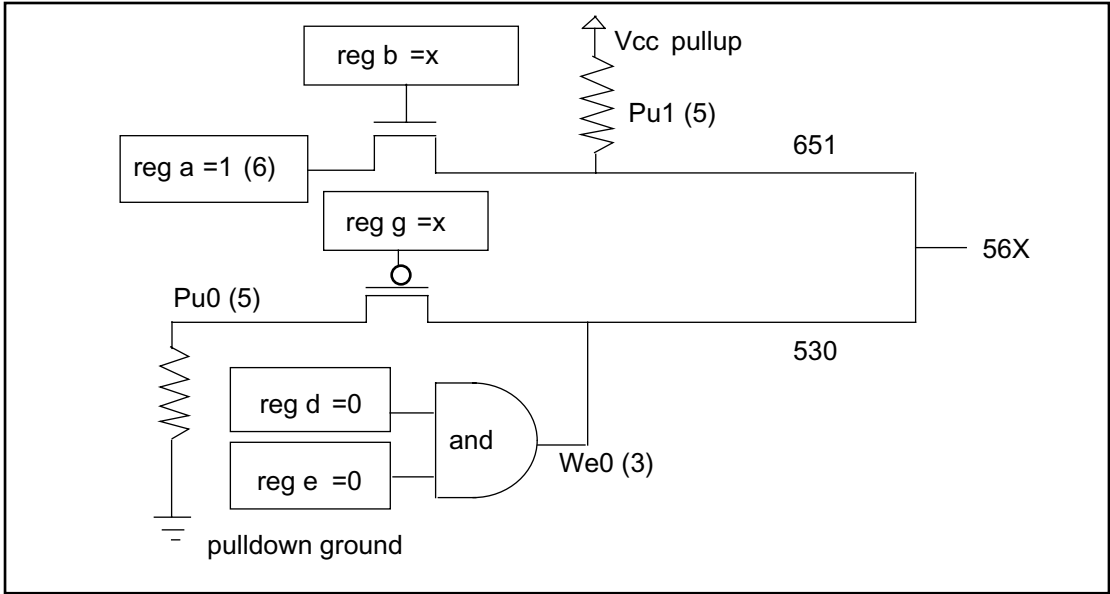 Vcc pullup
reg b =x
Pu1 (5)
651
reg a =1 (6)
reg g =x
56X
Pu0 (5)
530
reg d =0
and
We0 (3)
reg e =0
pulldown ground